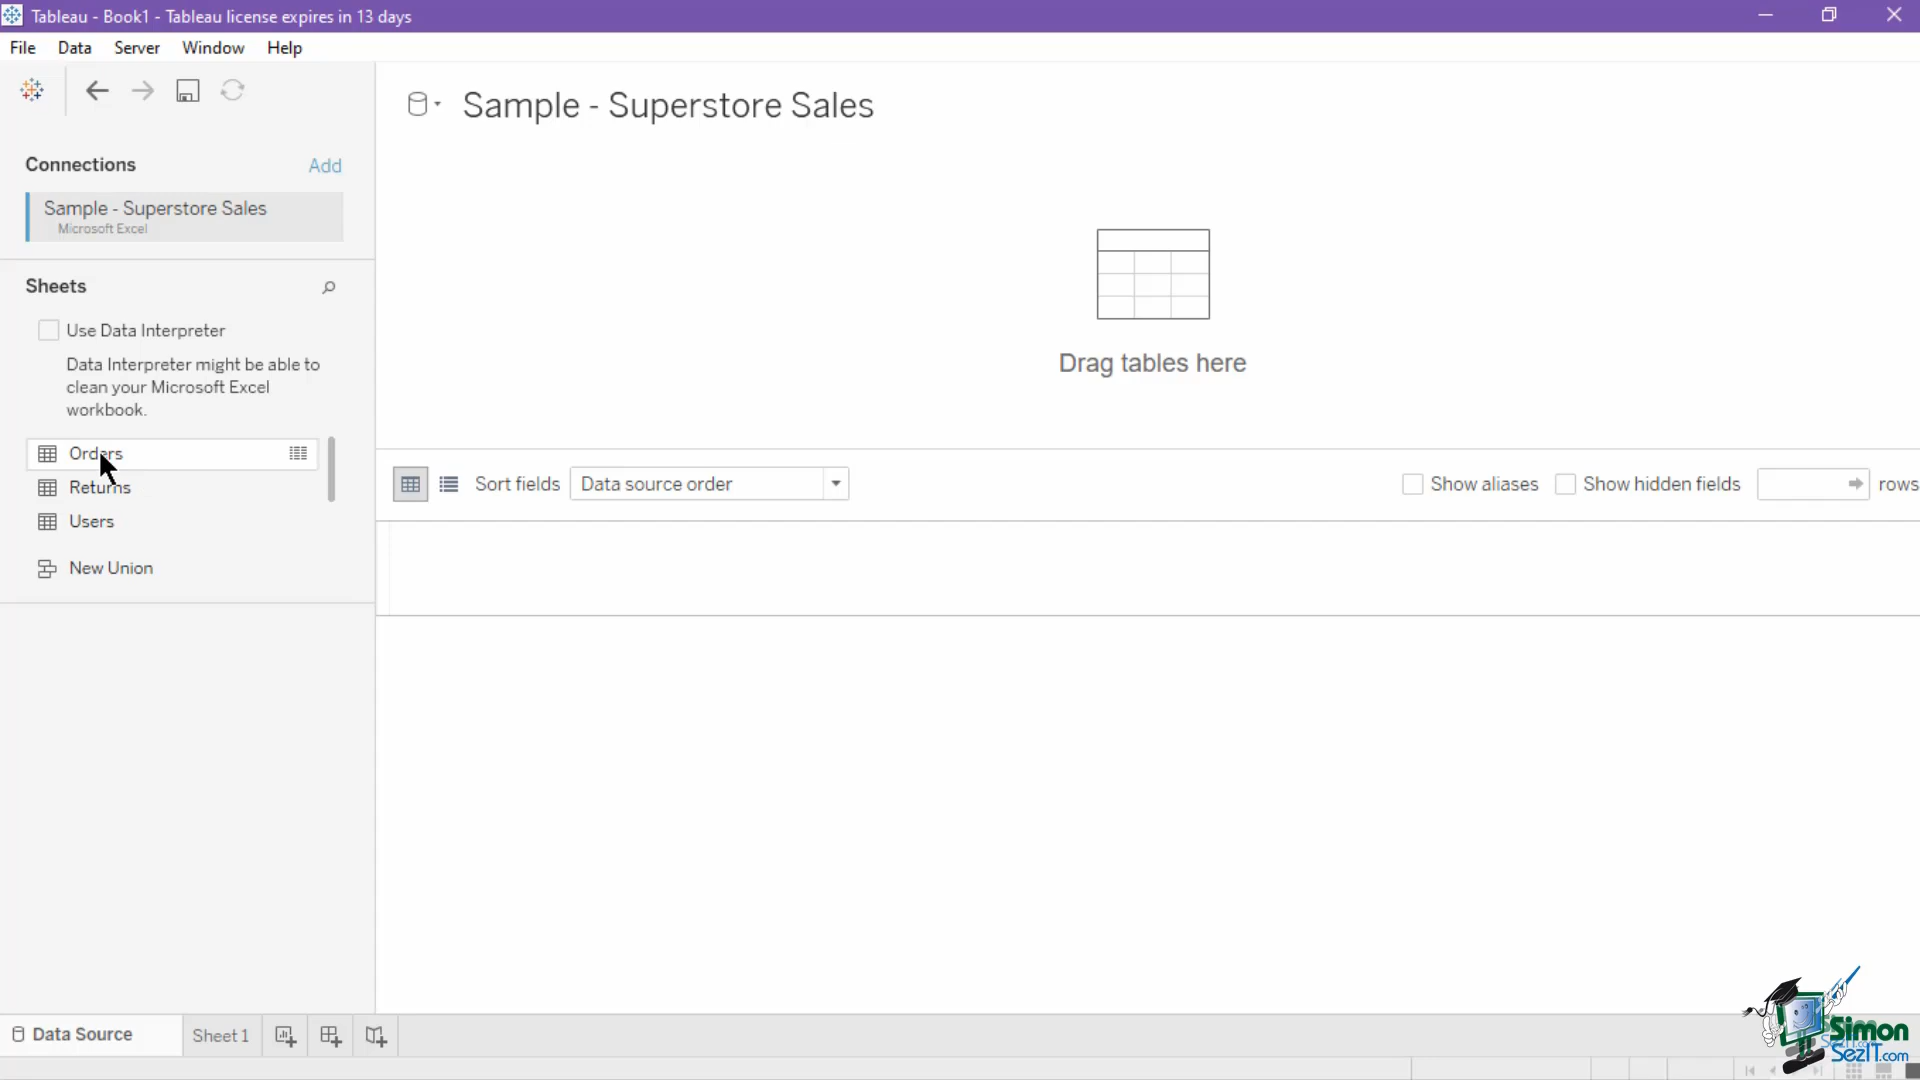 Tableau - Book1 - Tableau license expires in 13 days
File Data Server Window Help
Sample - Superstore Sales
Connections Add
Sample - Superstore Sales
Microsoft Excel
Sheets
Use Data Interpreter
Data Interpreter might be able to
clean your Microsoft Excel
workbook.
Orders
Returns
Users
New Union
Drag tables here
Sort fields Data source order Show aliases Show hidden fields rows
Data Source Sheet 1
Simon
SezIT.com